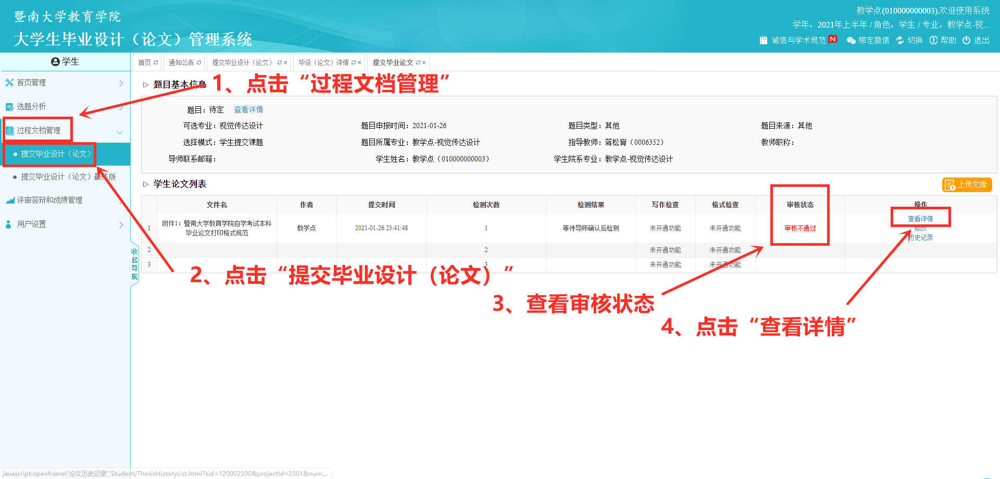 暨南大学教育学院
大学生毕业设计（论文）管理系统
教学点(010000000003),欢迎使用系统
学年：2021年上半年 / 角色：学生 / 专业：教学点-视...
诚信与学术规范 N 绑定微信 切换 帮助 退出
学生
首页管理
选题分析
过程文档管理
提交毕业设计（论文）
提交毕业设计（论文）最终版
评审答辩和成绩管理
用户设置
收起导航
首页 通知公告 提交毕业设计（论文） 毕设（论文）详情 提交毕业论文
1、点击“过程文档管理”
题目基本信息
题目：待定 查看详情
可选专业：视觉传达设计 题目申报时间：2021-01-26 题目类型：其他 题目来源：其他
选择模式：学生提交课题 题目所属专业：教学点-视觉传达设计 指导教师：蒋松育（0006352） 教师职称：
导师联系邮箱： 学生姓名：教学点（010000000003） 学生院系专业：教学点-视觉传达设计
学生论文列表 上传文库
文件名 作者 提交时间 检测次数 检测结果 写作检查 格式检查 审核状态 操作
1 附件1：暨南大学教育学院自学考试本科毕业论文打印格式规范 教学点 2021-01-26 23:41:48 1 等待导师确认后检测 未开通功能 未开通功能 审核不通过 查看详情
修改
历史记录
2 2 未开通功能 未开通功能
3 3 未开通功能 未开通功能
2、点击“提交毕业设计（论文）”
3、查看审核状态
4、点击“查看详情”
javascript:openframe('论文历史记录','Student/ThesisHistoryList.html?sid=120002300&projectId=2301&num...